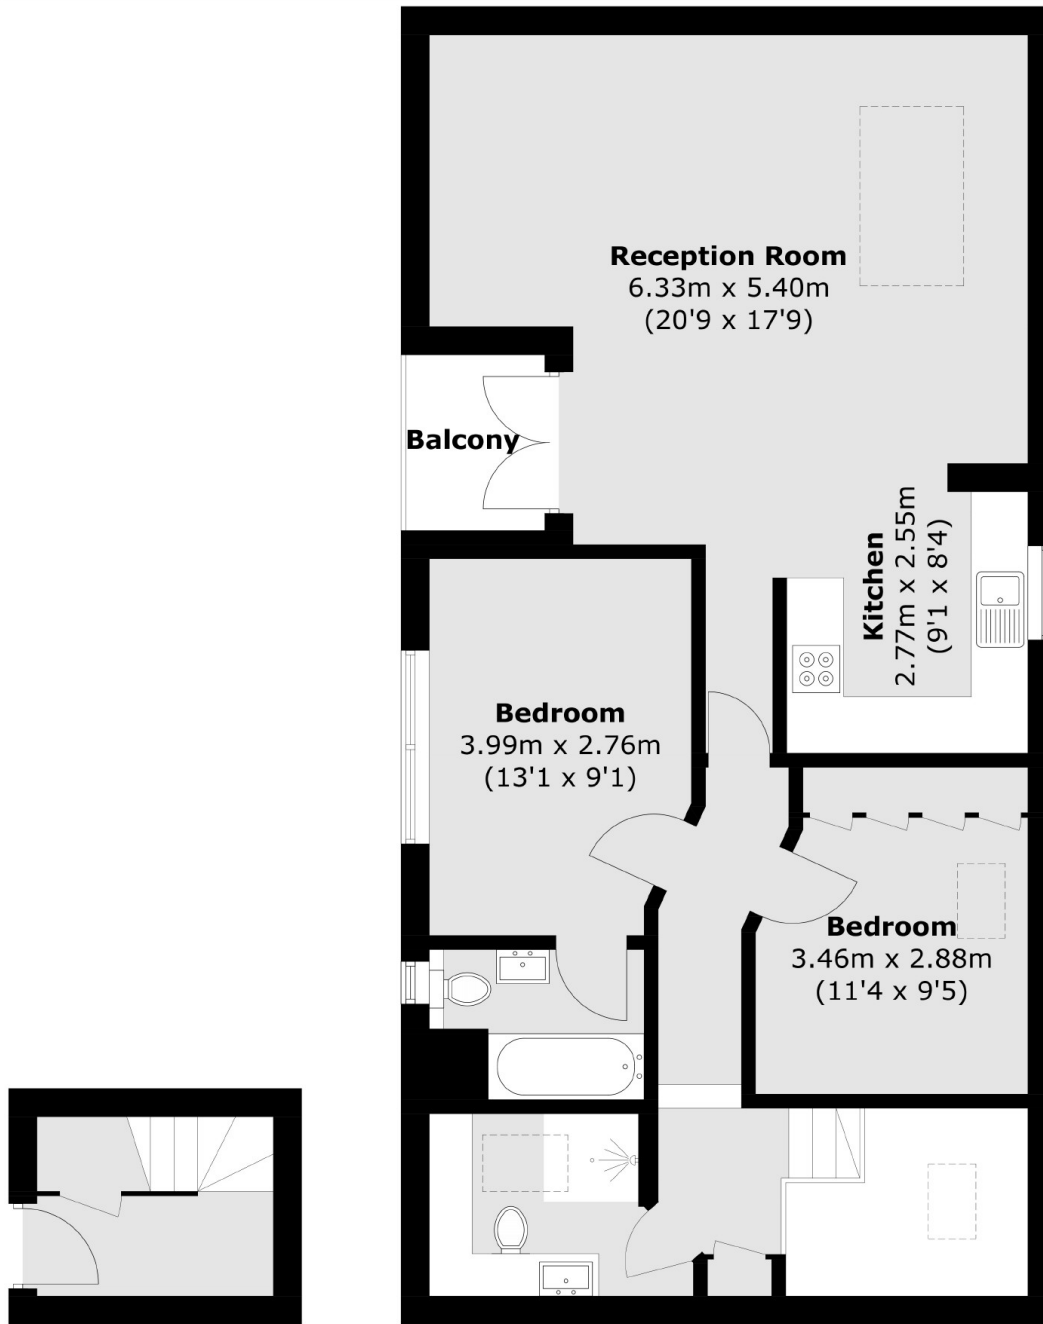 Reception Room
6.33m x 5.40m
(20'9 x 17'9)
Balcony
Kitchen
2.77m x 2.55m
(9'1 x 8'4)
Bedroom
3.99m x 2.76m
(13'1 x 9'1)
Bedroom
3.46m x 2.88m
(11'4 x 9'5)